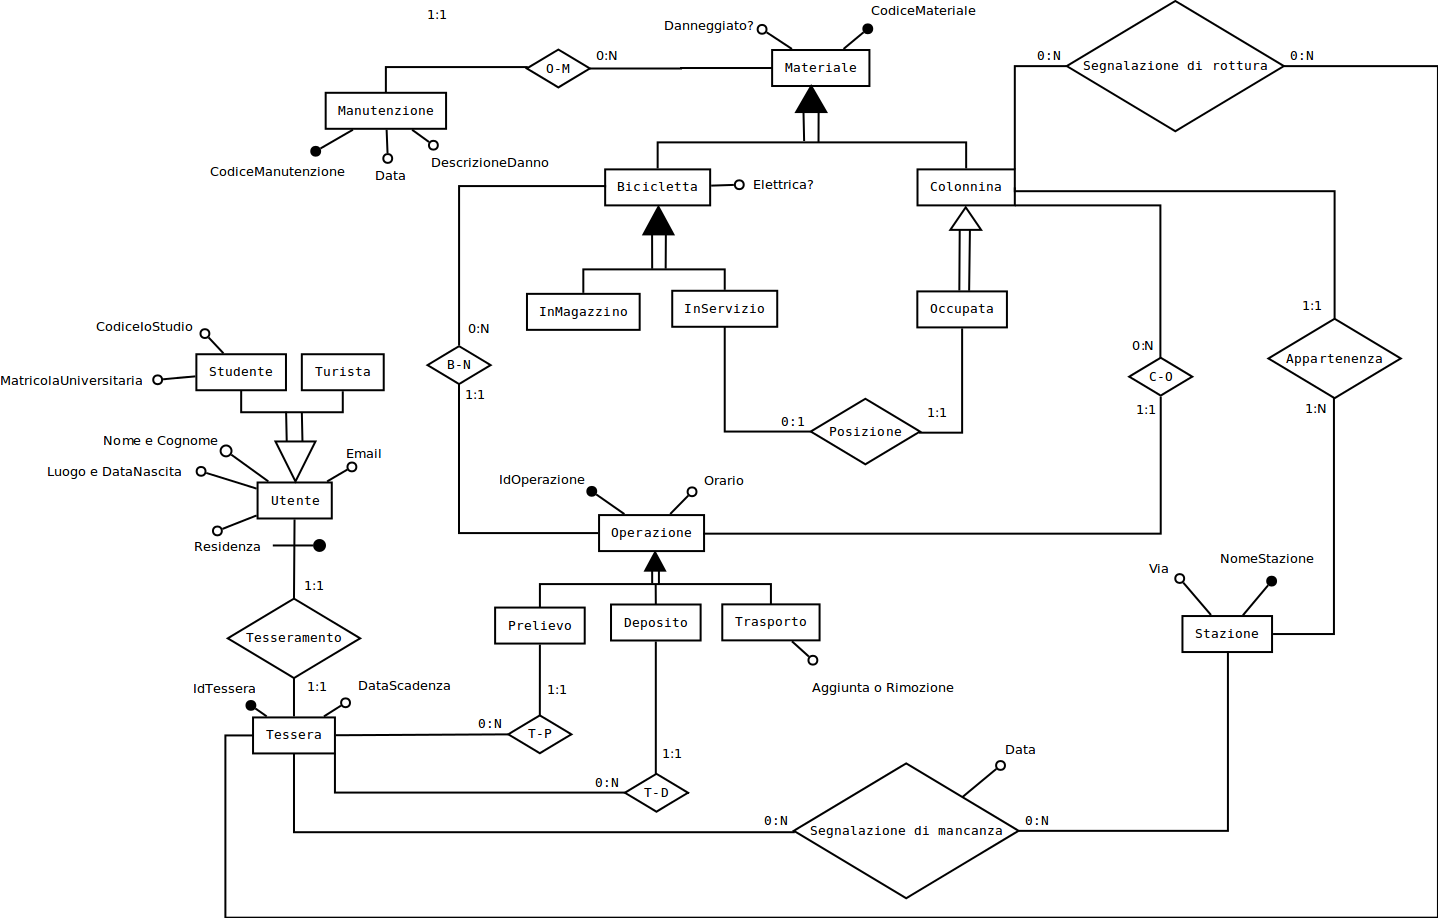 1:1
Danneggiato?
CodiceMateriale
O-M
0:N
Materiale
0:N
Segnalazione di rottura
0:N
Manutenzione
CodiceManutenzione
Data
DescrizioneDanno
Bicicletta
Elettrica?
Colonnina
InMagazzino
InServizio
Occupata
1:1
CodiceIoStudio
0:N
0:N
Studente
Turista
B-N
C-O
Appartenenza
MatricolaUniversitaria
1:1
1:1
1:N
0:1
1:1
Posizione
Nome e Cognome
Email
Luogo e DataNascita
Utente
IdOperazione
Orario
Operazione
Residenza
Via
NomeStazione
1:1
Prelievo
Deposito
Trasporto
Stazione
Tesseramento
1:1
IdTessera
DataScadenza
1:1
Aggiunta o Rimozione
Tessera
0:N
T-P
1:1
Data
0:N
T-D
0:N
Segnalazione di mancanza
0:N